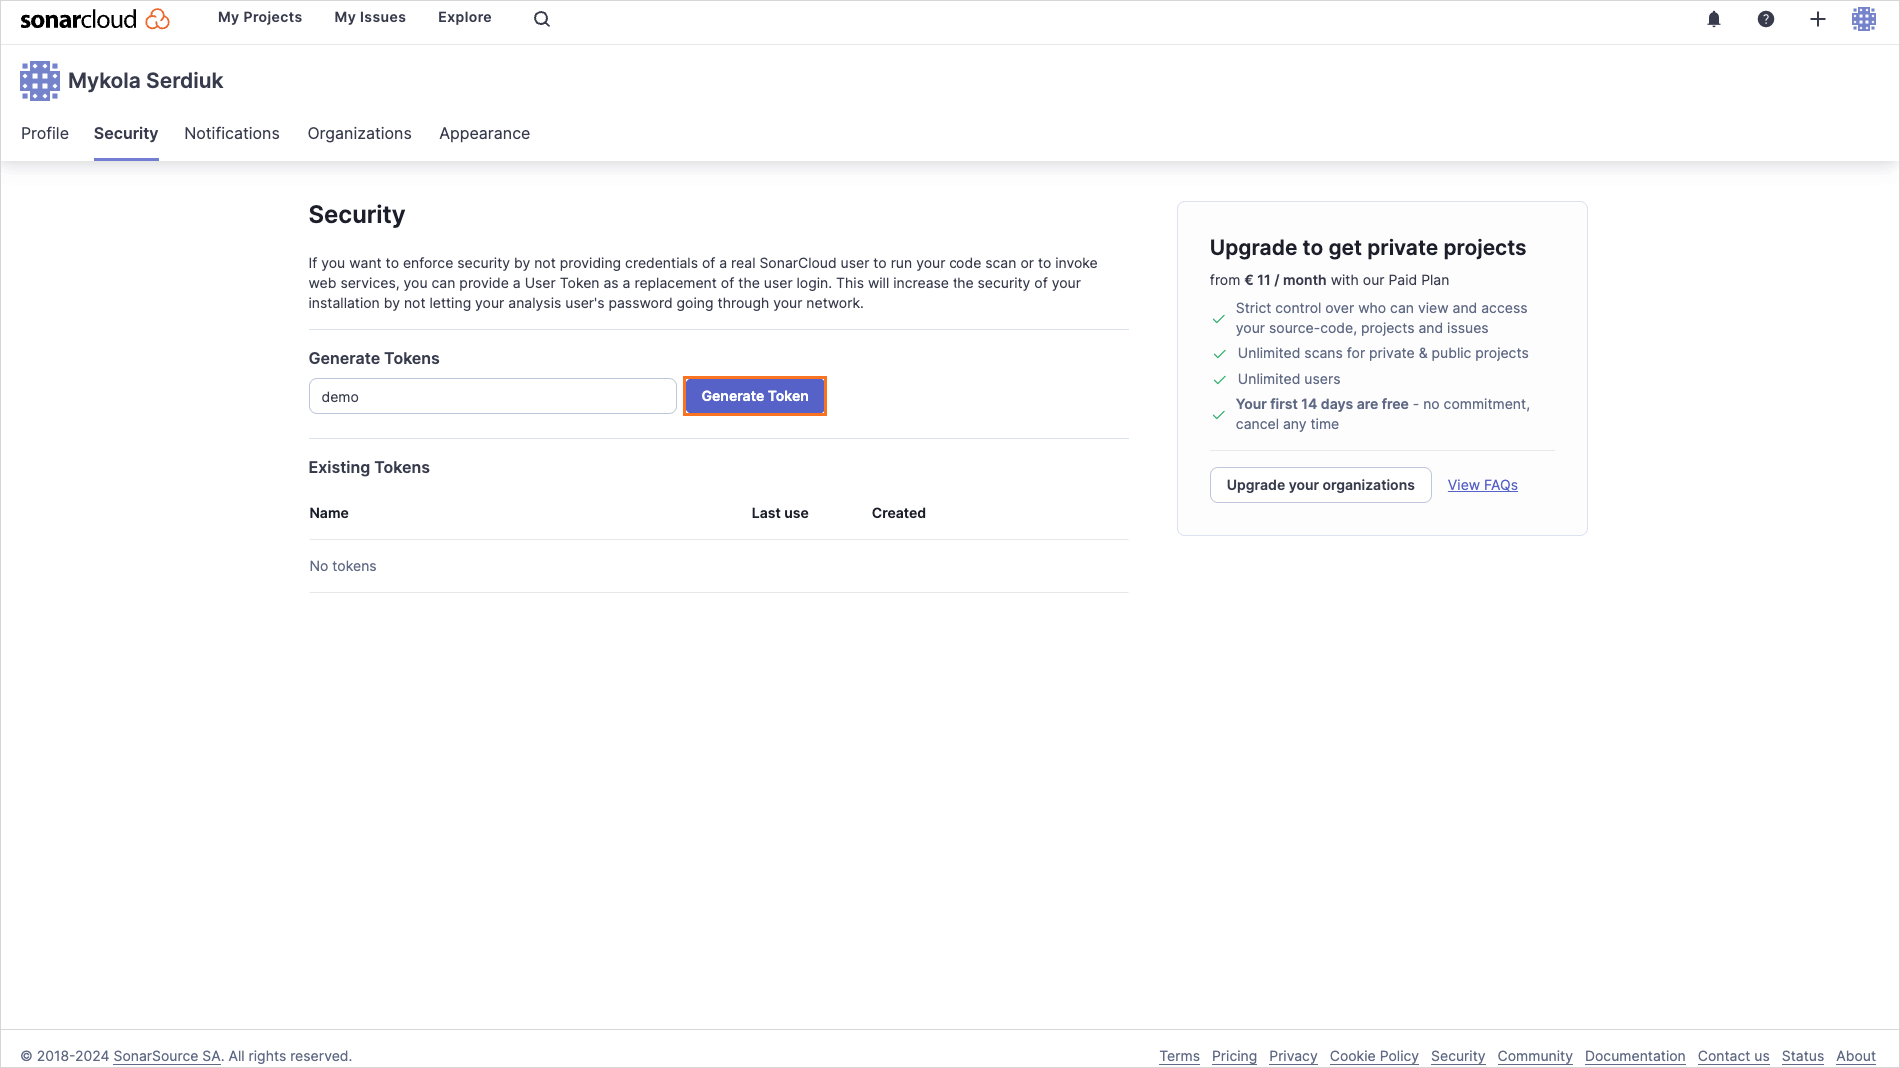 sonarcloud
My Projects My Issues Explore
Mykola Serdiuk
Profile Security Notifications Organizations Appearance
Security
If you want to enforce security by not providing credentials of a real SonarCloud user to run your code scan or to invoke
web services, you can provide a User Token as a replacement of the user login. This will increase the security of your
installation by not letting your analysis user's password going through your network.
Generate Tokens
demo Generate Token
Existing Tokens
Name Last use Created
No tokens
Upgrade to get private projects
from € 11 / month with our Paid Plan
Strict control over who can view and access
your source-code, projects and issues
Unlimited scans for private & public projects
Unlimited users
Your first 14 days are free - no commitment,
cancel any time
Upgrade your organizations View FAQs
© 2018-2024 SonarSource SA. All rights reserved.
Terms Pricing Privacy Cookie Policy Security Community Documentation Contact us Status About